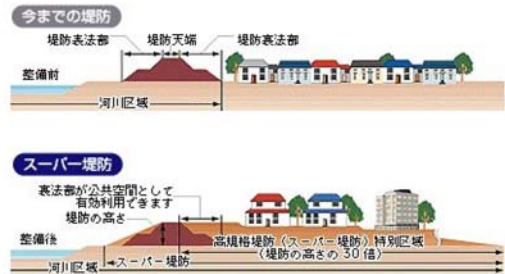 今までの堤防
堤防表法部
堤防天端
堤防裏法部
整備前
河川区域
スーパー堤防
裏法部が公共空間として
有効利用できます
堤防の高さ
整備後
高規格堤防(スーパー堤防)特別区域
(堤防の高さの30倍)
スーパー堤防
河川区域